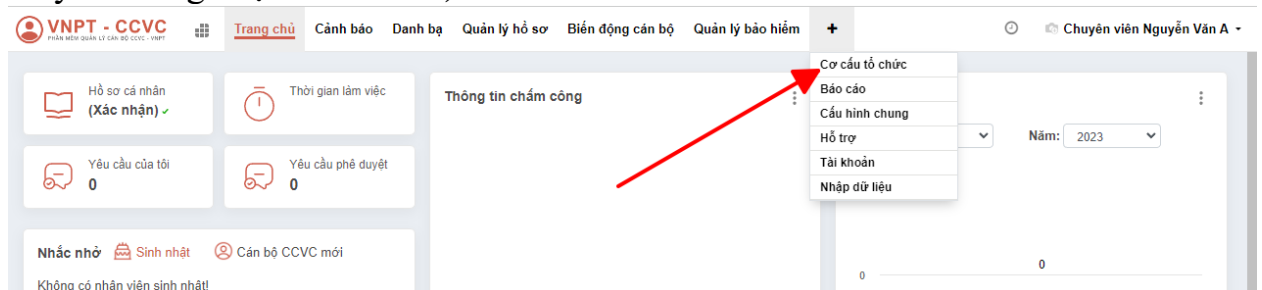 VNPT - CCVC
PHẦN MỀM QUẢN LÝ CÁN BỘ CCVC - VNPT
Trang chủ Cảnh báo Danh bạ Quản lý hồ sơ Biến động cán bộ Quản lý bảo hiểm +
Chuyên viên Nguyễn Văn A
Cơ cấu tổ chức
Báo cáo
Cấu hình chung
Hỗ trợ
Tài khoản
Nhập dữ liệu
Hồ sơ cá nhân
(Xác nhận)
Thời gian làm việc
Yêu cầu của tôi
0
Yêu cầu phê duyệt
0
Thông tin chấm công
Năm: 2023
0
0
Nhắc nhở Sinh nhật Cán bộ CCVC mới
Không có nhân viên sinh nhật!